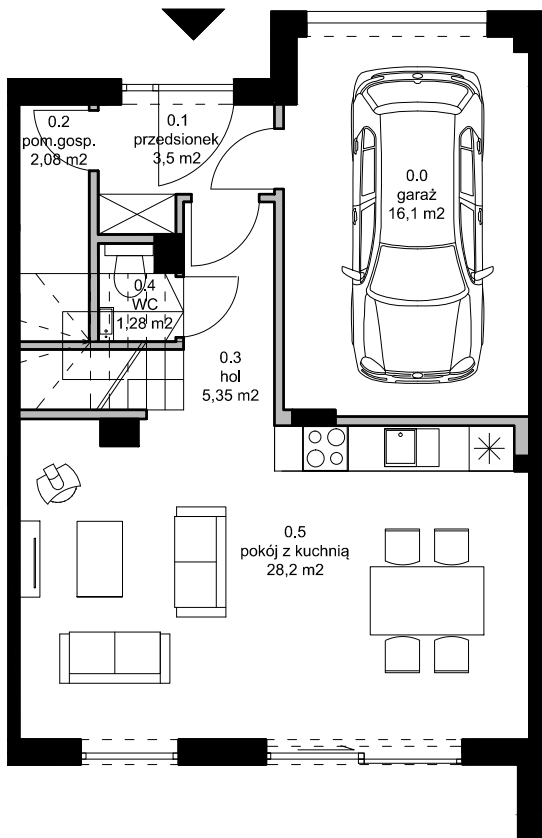 0.2
pom.gosp.
2,08 m2
0.1
przedsionek
3,5 m2
0.0
garaż
16,1 m2
0.4
WC
1,28 m2
0.3
hol
5,35 m2
0.5
pokój z kuchnią
28,2 m2